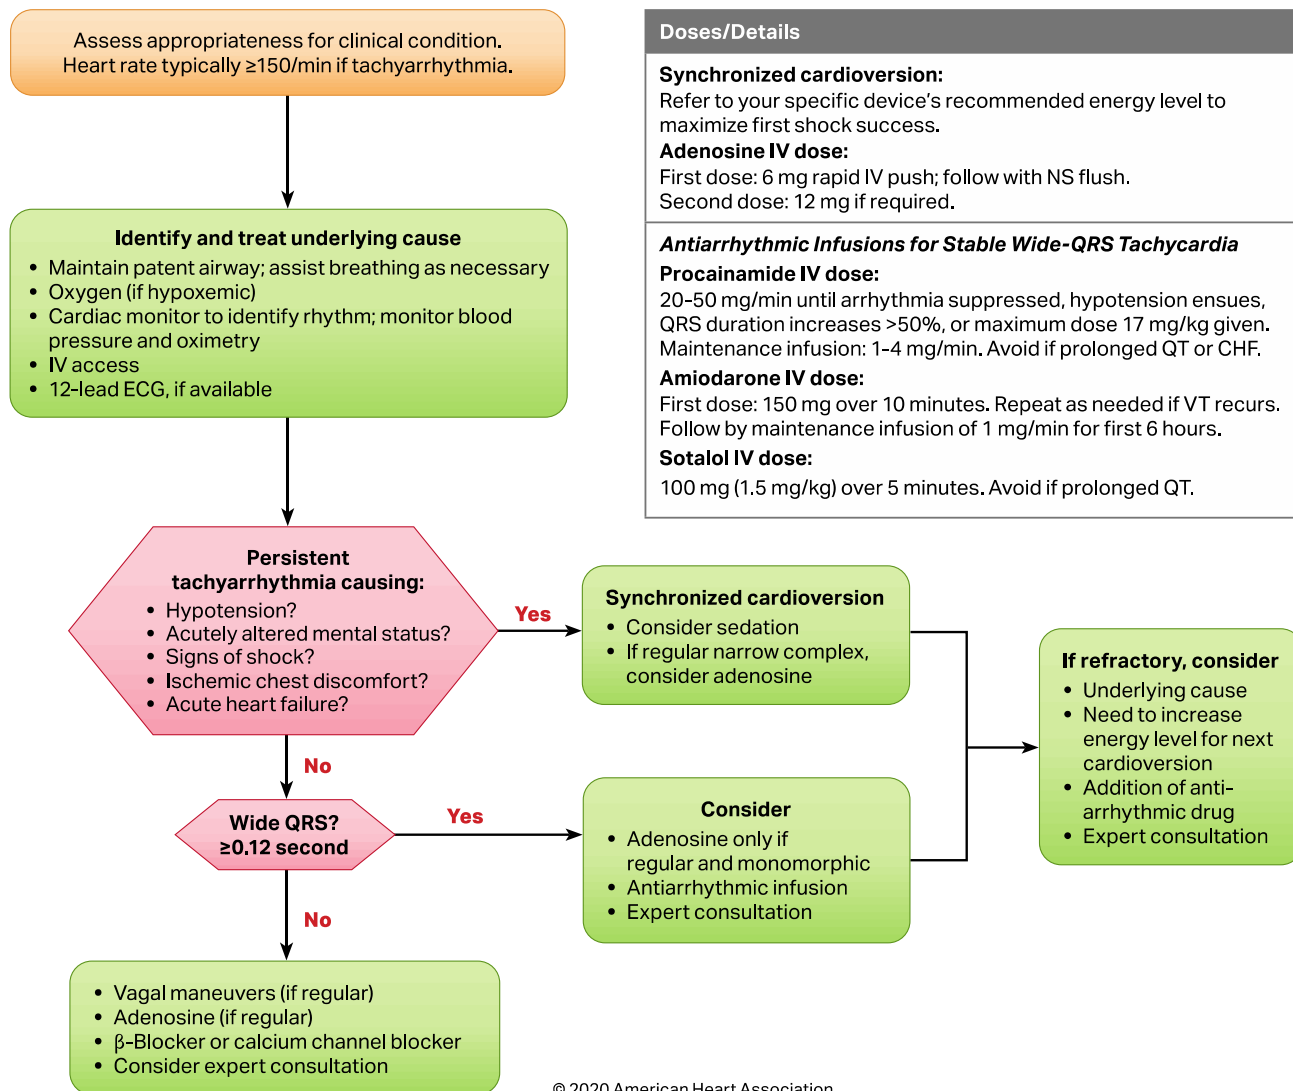 Assess appropriateness for clinical condition.
Heart rate typically ≥150/min if tachyarrhythmia.
Identify and treat underlying cause
• Maintain patent airway; assist breathing as necessary
• Oxygen (if hypoxemic)
• Cardiac monitor to identify rhythm; monitor blood
pressure and oximetry
• IV access
• 12-lead ECG, if available
Persistent
tachyarrhythmia causing:
• Hypotension?
• Acutely altered mental status?
• Signs of shock?
• Ischemic chest discomfort?
• Acute heart failure?
Yes
Synchronized cardioversion
• Consider sedation
• If regular narrow complex,
consider adenosine
If refractory, consider
• Underlying cause
• Need to increase
energy level for next
cardioversion
• Addition of anti-
arrhythmic drug
• Expert consultation
No
Wide QRS?
≥0.12 second
Yes
Consider
• Adenosine only if
regular and monomorphic
• Antiarrhythmic infusion
• Expert consultation
No
• Vagal maneuvers (if regular)
• Adenosine (if regular)
• β-Blocker or calcium channel blocker
• Consider expert consultation
Doses/Details
Synchronized cardioversion:
Refer to your specific device's recommended energy level to
maximize first shock success.
Adenosine IV dose:
First dose: 6 mg rapid IV push; follow with NS flush.
Second dose: 12 mg if required.
Antiarrhythmic Infusions for Stable Wide-QRS Tachycardia
Procainamide IV dose:
20-50 mg/min until arrhythmia suppressed, hypotension ensues,
QRS duration increases >50%, or maximum dose 17 mg/kg given.
Maintenance infusion: 1-4 mg/min. Avoid if prolonged QT or CHF.
Amiodarone IV dose:
First dose: 150 mg over 10 minutes. Repeat as needed if VT recurs.
Follow by maintenance infusion of 1 mg/min for first 6 hours.
Sotalol IV dose:
100 mg (1.5 mg/kg) over 5 minutes. Avoid if prolonged QT.
© 2020 American Heart Association